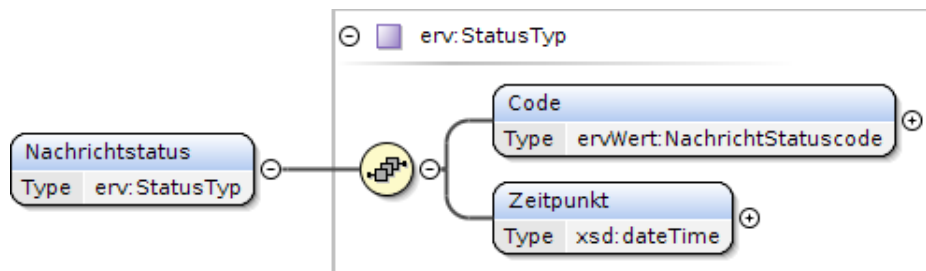 erv:StatusTyp
Code
Type ervWert:NachrichtStatuscode
Nachrichtstatus
Type erv:StatusTyp
Zeitpunkt
Type xsd:dateTime